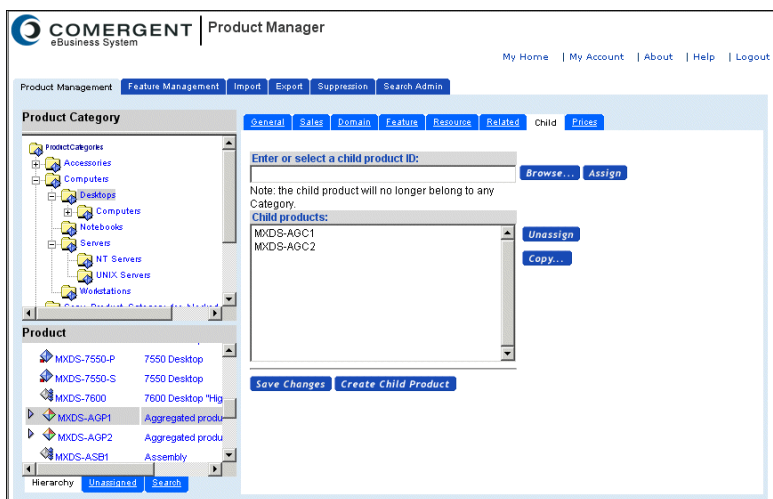 COMERGENT
eBusiness System
Product Manager
My Home | My Account | About | Help | Logout
Product Management Feature Management Import Export Suppression Search Admin
Product Category
ProductCategories
Accessories
Computers
Desktops
Computers
Notebooks
Servers
NT Servers
UNIX Servers
Workstations
Copy Product Category for blocked
Product
MXDS-7550-P 7550 Desktop
MXDS-7550-S 7550 Desktop
MXDS-7600 7600 Desktop "Hig
MXDS-AGP1 Aggregated produ
MXDS-AGP2 Aggregated produ
MXDS-ASB1 Assembly
Hierarchy Unassigned Search
General Sales Domain Feature Resource Related Child Prices
Enter or select a child product ID:
Browse... Assign
Note: the child product will no longer belong to any
Category.
Child products:
MXDS-AGC1
MXDS-AGC2
Unassign
Copy...
Save Changes Create Child Product